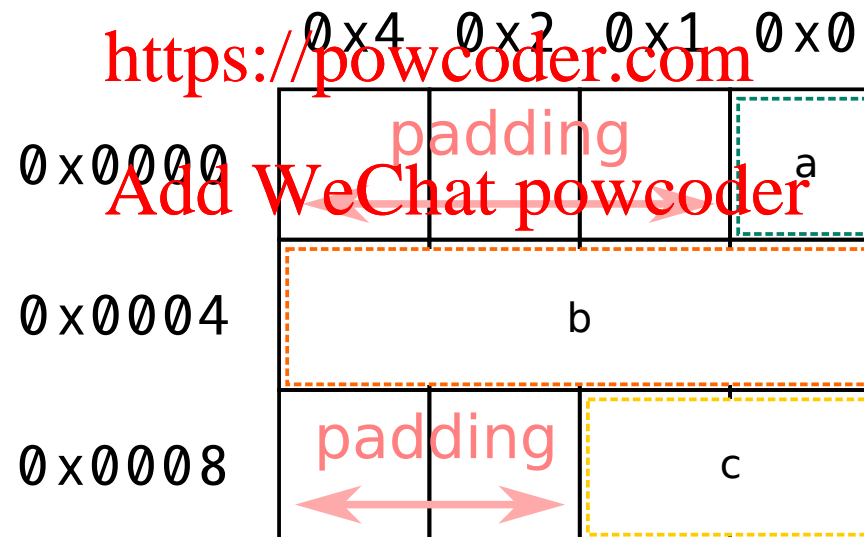 0x4 0x2 0x1 0x0
https://powcoder.com
padding
0x0000 a
Add WeChat powcoder
0x0004 b
padding
0x0008 c